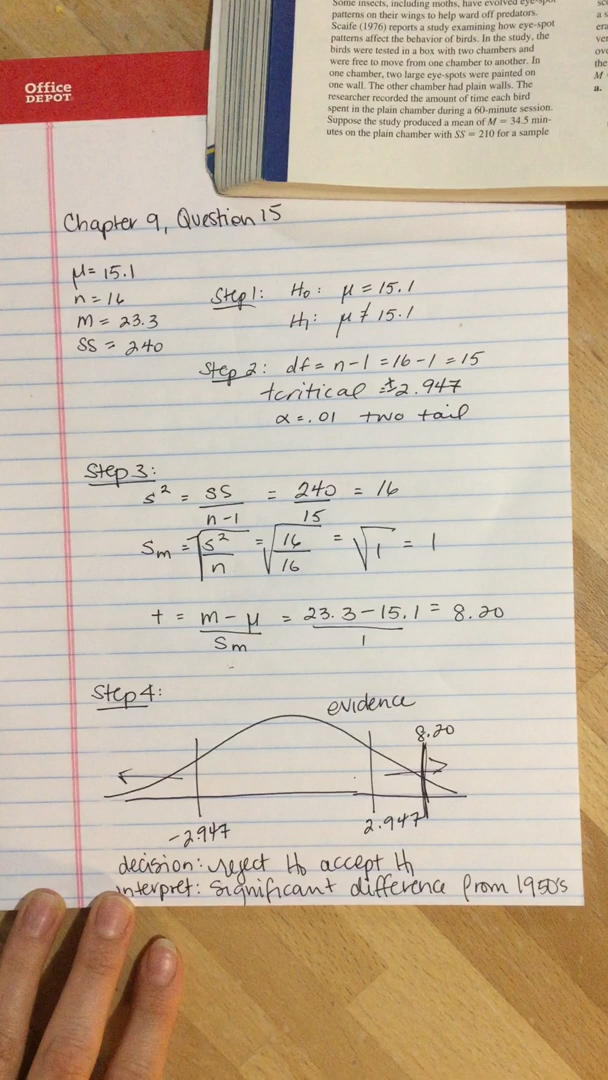 Some insects, including moths, have evolved eye-spot
patterns on their wings to help ward off predators.
Scaife (1976) reports a study examining how eye-spot
patterns affect the behavior of birds. In the study, the
birds were tested in a box with two chambers and
were free to move from one chamber to another. In
one chamber, two large eye-spots were painted on
one wall. The other chamber had plain walls. The
researcher recorded the amount of time each bird
spent in the plain chamber during a 60-minute session.
Suppose the study produced a mean of M = 34.5 min-
utes on the plain chamber with SS = 210 for a sample
the
M
a.
Office
DEPOT
Chapter 9, Question 15
μ = 15.1
n = 16
m = 23.3
SS = 240
Step 1: H₀: μ = 15.1
H₁: μ ≠ 15.1
Step 2: df = n-1 = 16-1 = 15
tcritical = ±2.947
α = .01 two tail
Step 3:
s² = SS / n-1 = 240 / 15 = 16
Sm = √s² / n = √16 / 16 = √1 = 1
t = m - μ / Sm = 23.3 - 15.1 / 1 = 8.20
Step 4:
evidence
8.20
-2.947 2.947
decision: reject H₀ accept H₁
interpret: significant difference from 1950's